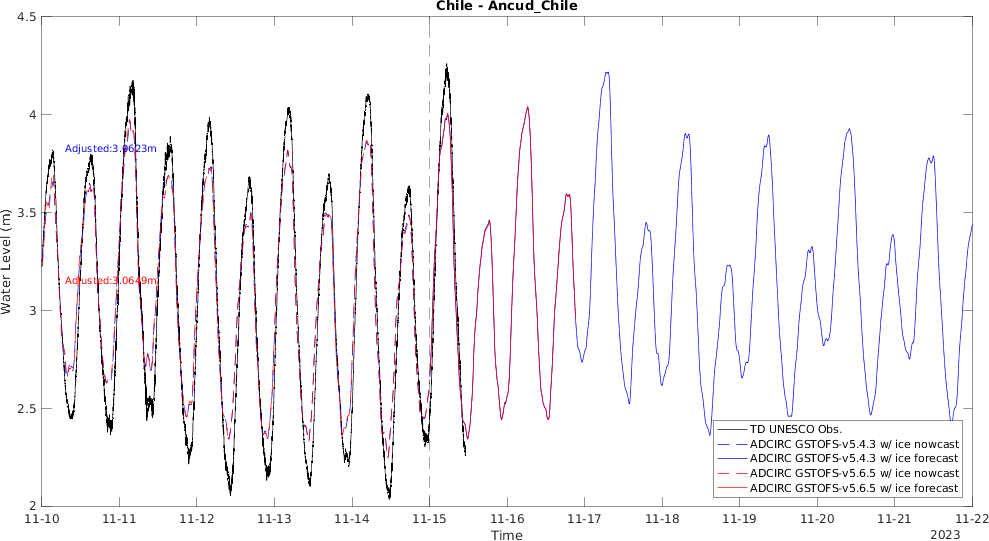 Chile - Ancud_Chile
4.5
4
3.5
3
2.5
2
Water Level (m)
Adjusted:3.0623m
Adjusted:3.0649m
TD UNESCO Obs.
ADCIRC GSTOFS-v5.4.3 w/ ice nowcast
ADCIRC GSTOFS-v5.4.3 w/ ice forecast
ADCIRC GSTOFS-v5.6.5 w/ ice nowcast
ADCIRC GSTOFS-v5.6.5 w/ ice forecast
11-10 11-11 11-12 11-13 11-14 11-15 11-16 11-17 11-18 11-19 11-20 11-21 11-22
Time
2023